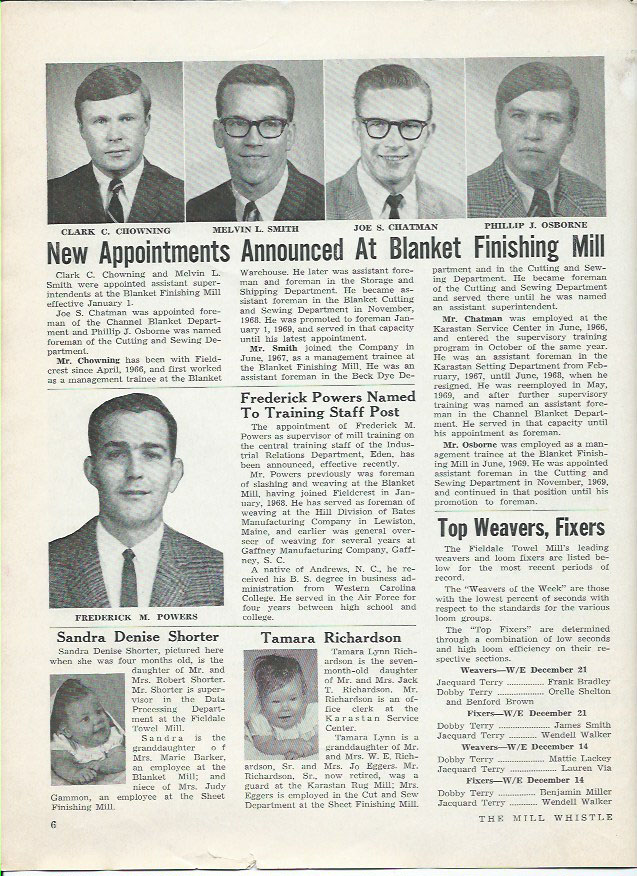 CLARK C. CHOWNING
MELVIN L. SMITH
JOE S. CHATMAN
PHILLIP J. OSBORNE
New Appointments Announced At Blanket Finishing Mill
Clark C. Chowning and Melvin L.
Smith were appointed assistant super-
intendents at the Blanket Finishing Mill
effective January 1.
Joe S. Chatman was appointed fore-
man of the Channel Blanket Depart-
ment and Phillip J. Osborne was named
foreman of the Cutting and Sewing De-
partment.
Mr. Chowning has been with Field-
crest since April, 1966, and first worked
as a management trainee at the Blanket
Warehouse. He later was assistant fore-
man and foreman in the Storage and
Shipping Department. He became as-
sistant foreman in the Blanket Cutting
and Sewing Department in November,
1968. He was promoted to foreman Jan-
uary 1, 1969, and served in that capacity
until his latest appointment.
Mr. Smith joined the Company in
June, 1967, as a management trainee at
the Blanket Finishing Mill. He was an
assistant foreman in the Beck Dye De-
partment and in the Cutting and Sew-
ing Department. He became foreman
of the Cutting and Sewing Department
and served there until he was named
an assistant superintendent.
Mr. Chatman was employed at the
Karastan Service Center in June, 1966,
and entered the supervisory training
program in October of the same year.
He was an assistant foreman in the
Karastan Setting Department from Feb-
ruary, 1967, until June, 1968, when he
resigned. He was reemployed in May,
1969, and after further supervisory
training was named an assistant fore-
man in the Channel Blanket Depart-
ment. He served in that capacity until
his appointment as foreman.
Mr. Osborne was employed as a man-
agement trainee at the Blanket Finish-
ing Mill in June, 1969. He was appointed
assistant foreman in the Cutting and
Sewing Department in November, 1969,
and continued in that position until his
promotion to foreman.
FREDERICK M. POWERS
Frederick Powers Named
To Training Staff Post
The appointment of Frederick M.
Powers as supervisor of mill training on
the central training staff of the Indus-
trial Relations Department, Eden, has
been announced, effective recently.
Mr. Powers previously was foreman
of slashing and weaving at the Blanket
Mill, having joined Fieldcrest in Jan-
uary, 1968. He has served as foreman of
weaving at the Hill Division of Bates
Manufacturing Company in Lewiston,
Maine, and earlier was general over-
seer of weaving for several years at
Gaffney Manufacturing Company, Gaff-
ney, S. C.
A native of Andrews, N. C., he re-
ceived his B. S. degree in business ad-
ministration from Western Carolina
College. He served in the Air Force for
four years between high school and
college.
Top Weavers, Fixers
The Fieldale Towel Mill's leading
weavers and loom fixers are listed be-
low for the most recent periods of
record.
The "Weavers of the Week" are those
with the lowest percent of seconds with
respect to the standards for the various
loom groups.
The "Top Fixers" are determined
through a combination of low seconds
and high loom efficiency on their re-
spective sections.
Weavers—W/E December 21
Jacquard Terry ............ Frank Bradley
Dobby Terry ............ Orelle Shelton
and Benford Brown
Fixers—W/E December 21
Dobby Terry ............ James Smith
Jacquard Terry ............ Wendell Walker
Weavers—W/E December 14
Dobby Terry ............ Mattie Lackey
Jacquard Terry ............ Lauren Via
Fixers—W/E December 14
Dobby Terry ............ Benjamin Miller
Jacquard Terry ............ Wendell Walker
Sandra Denise Shorter
Sandra Denise Shorter, pictured here
when she was four months old, is the
daughter of Mr. and
Mrs. Robert Shorter.
Mr. Shorter is super-
visor in the Data
Processing Depart-
ment at the Fieldale
Towel Mill.
Sandra is the
granddaughter of
Mrs. Marie Barker,
an employee at the
Blanket Mill; and
niece of Mrs. Judy
Gammon, an employee at the Sheet
Finishing Mill.
Tamara Richardson
Tamara Lynn Rich-
ardson is the seven-
month-old daughter
of Mr. and Mrs. Jack
T. Richardson. Mr.
Richardson is an of-
fice clerk at the
Karastan Service
Center.
Tamara Lynn is a
granddaughter of Mr.
and Mrs. W. E. Rich-
ardson, Sr. and Mrs. Jo Eggers. Mr.
Richardson, Sr., now retired, was a
guard at the Karastan Rug Mill; Mrs.
Eggers is employed in the Cut and Sew
Department at the Sheet Finishing Mill.
6
THE MILL WHISTLE